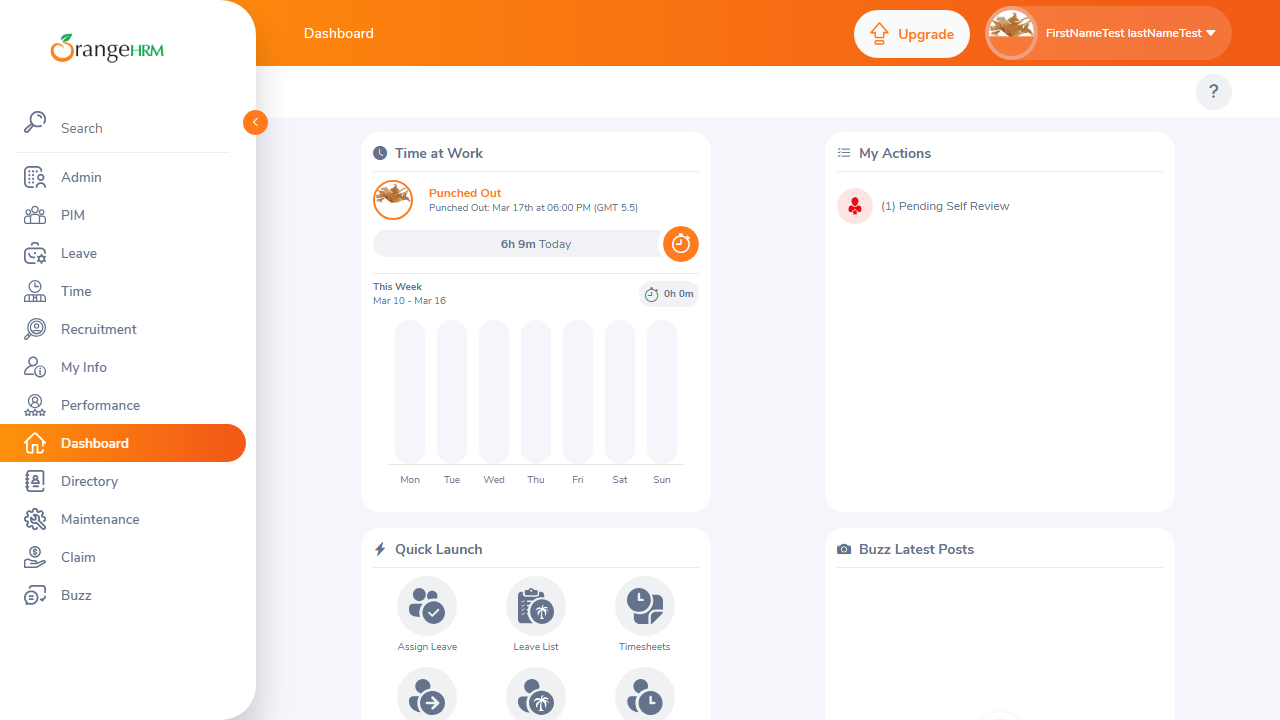 OrangeHRM
Dashboard
Upgrade
FirstNameTest lastNameTest
?
Search
Admin
PIM
Leave
Time
Recruitment
My Info
Performance
Dashboard
Directory
Maintenance
Claim
Buzz
Time at Work
Punched Out
Punched Out: Mar 17th at 06:00 PM (GMT 5.5)
6h 9m Today
This Week
Mar 10 - Mar 16
0h 0m
Mon Tue Wed Thu Fri Sat Sun
My Actions
(1) Pending Self Review
Quick Launch
Assign Leave
Leave List
Timesheets
Buzz Latest Posts